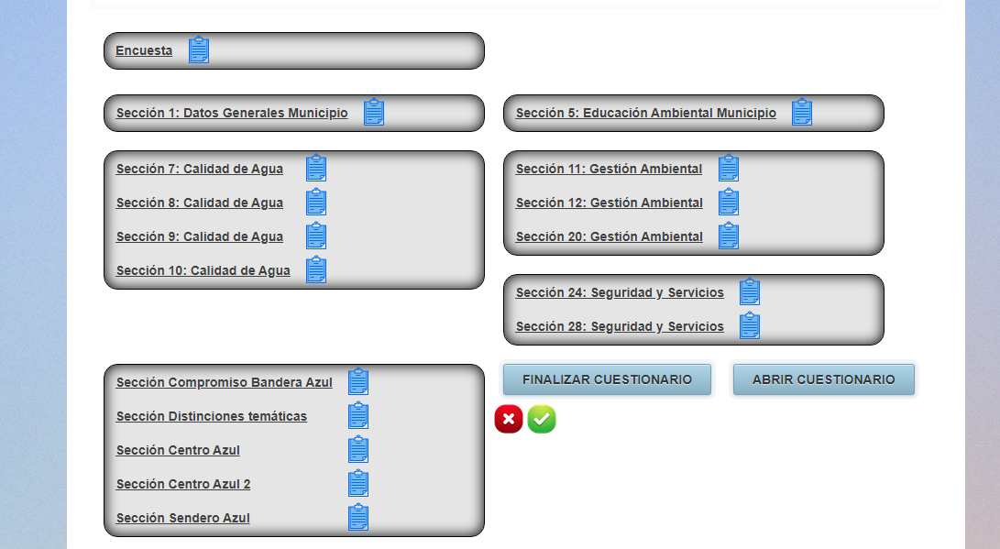 Encuesta
Sección 1: Datos Generales Municipio
Sección 5: Educación Ambiental Municipio
Sección 7: Calidad de Agua
Sección 8: Calidad de Agua
Sección 9: Calidad de Agua
Sección 10: Calidad de Agua
Sección 11: Gestión Ambiental
Sección 12: Gestión Ambiental
Sección 20: Gestión Ambiental
Sección 24: Seguridad y Servicios
Sección 28: Seguridad y Servicios
Sección Compromiso Bandera Azul
Sección Distinciones temáticas
Sección Centro Azul
Sección Centro Azul 2
Sección Sendero Azul
FINALIZAR CUESTIONARIO
ABRIR CUESTIONARIO